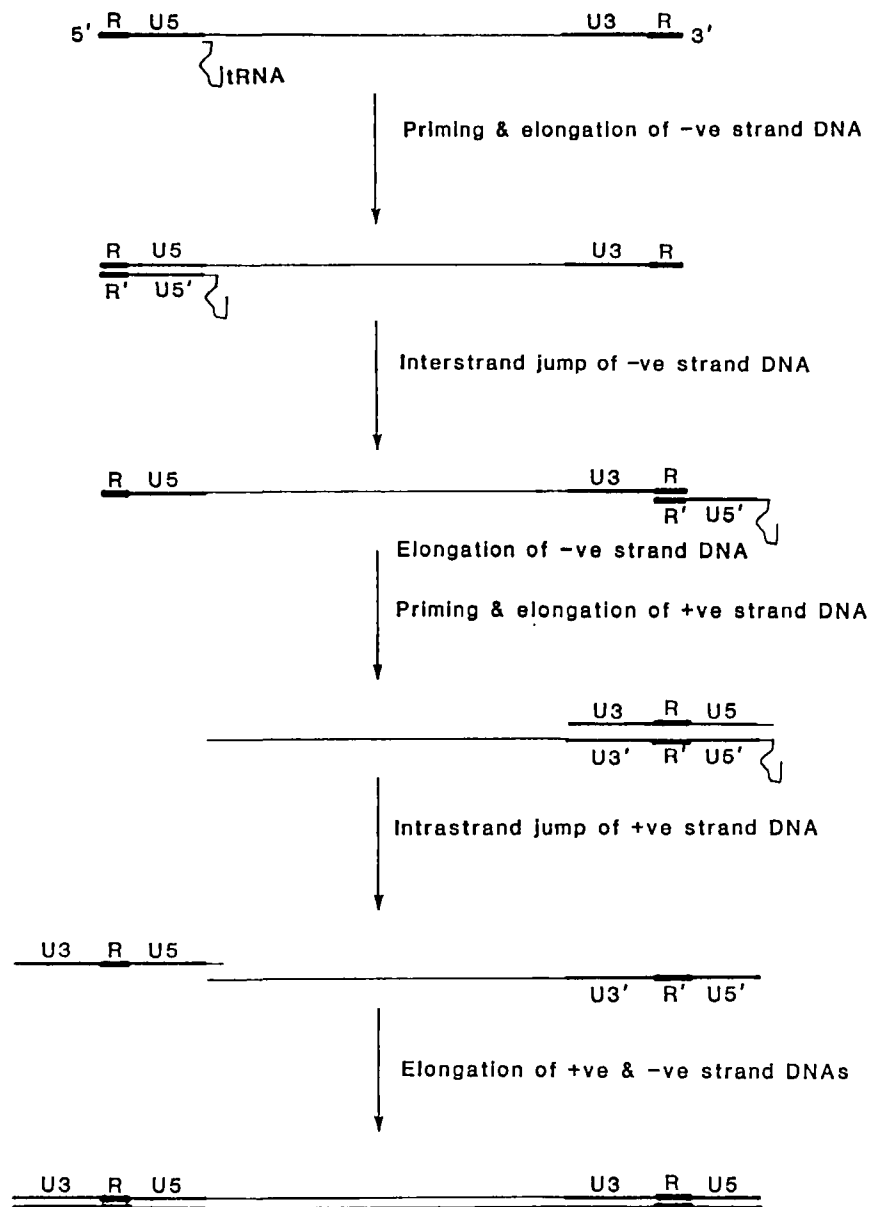 R U5 U3 R
5' 3'
tRNA
Priming & elongation of -ve strand DNA
R U5 U3 R
R' U5'
Interstrand jump of -ve strand DNA
R U5 U3 R
R' U5'
Elongation of -ve strand DNA
Priming & elongation of +ve strand DNA
U3 R U5
U3' R' U5'
Intrastrand jump of +ve strand DNA
U3 R U5
U3' R' U5'
Elongation of +ve & -ve strand DNAs
U3 R U5 U3 R U5